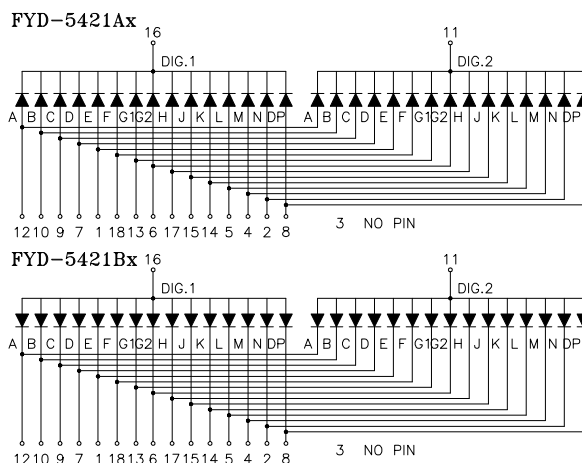 FYD-5421Ax
16 11
DIG.1 DIG.2
A B C D E F G1 G2 H J K L M N DP A B C D E F G1 G2 H J K L M N DP
12 10 9 7 1 18 13 6 17 15 14 5 4 2 8 3 NO PIN
FYD-5421Bx
16 11
DIG.1 DIG.2
A B C D E F G1 G2 H J K L M N DP A B C D E F G1 G2 H J K L M N DP
12 10 9 7 1 18 13 6 17 15 14 5 4 2 8 3 NO PIN